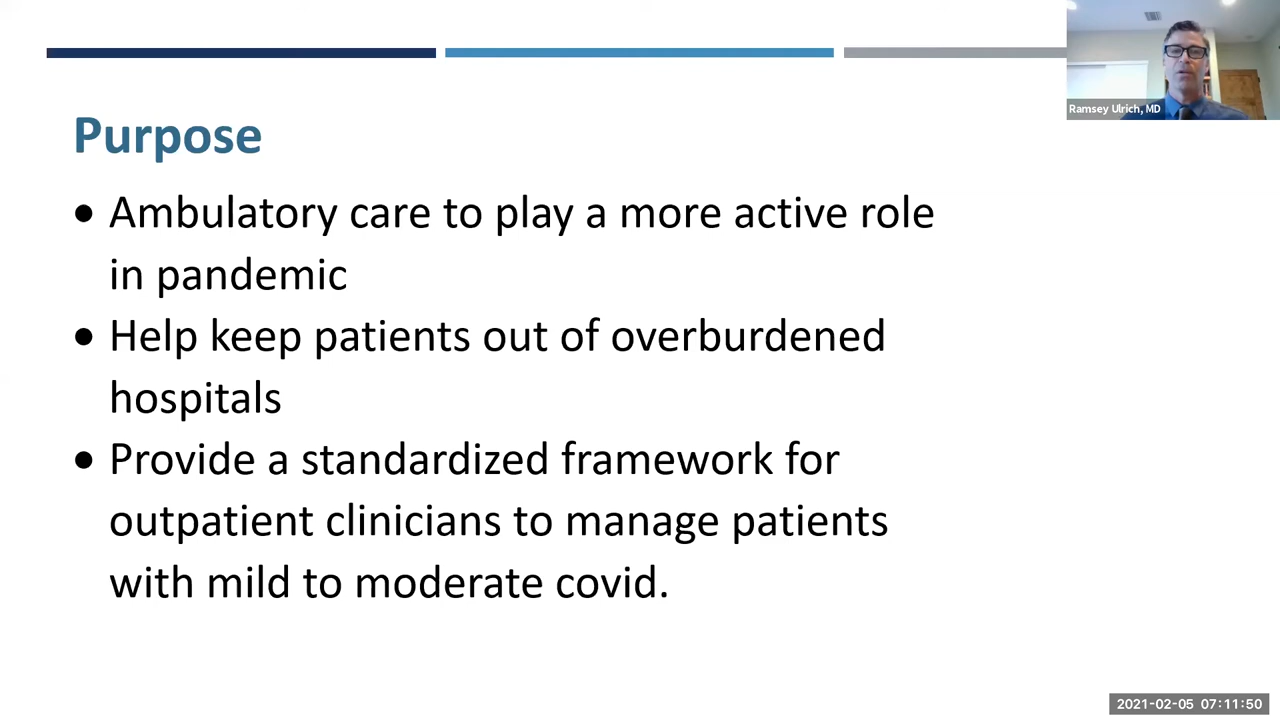 Ramsey Ulrich, MD
Purpose
• Ambulatory care to play a more active role
in pandemic
• Help keep patients out of overburdened
hospitals
• Provide a standardized framework for
outpatient clinicians to manage patients
with mild to moderate covid.
2021-02-05 07:11:50